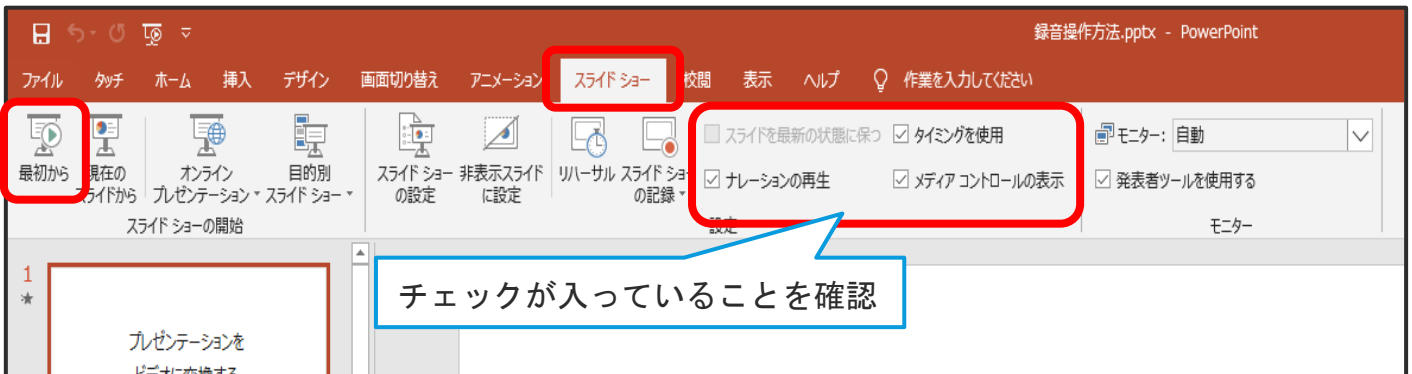 録音操作方法.pptx - PowerPoint
ファイル タッチ ホーム 挿入 デザイン 画面切り替え アニメーション スライド ショー 校閲 表示 ヘルプ 作業を入力してください
最初から
現在の
スライドから
オンライン
プレゼンテーション
目的別
スライド ショー
スライド ショーの開始
スライド ショー
の設定
非表示スライド
に設定
リハーサル
スライド ショー
の記録
スライドを最新の状態に保つ
タイミングを使用
ナレーションの再生
メディア コントロールの表示
設定
モニター: 自動
発表者ツールを使用する
モニター
チェックが入っていることを確認
1
プレゼンテーションを
ビデオに変換する